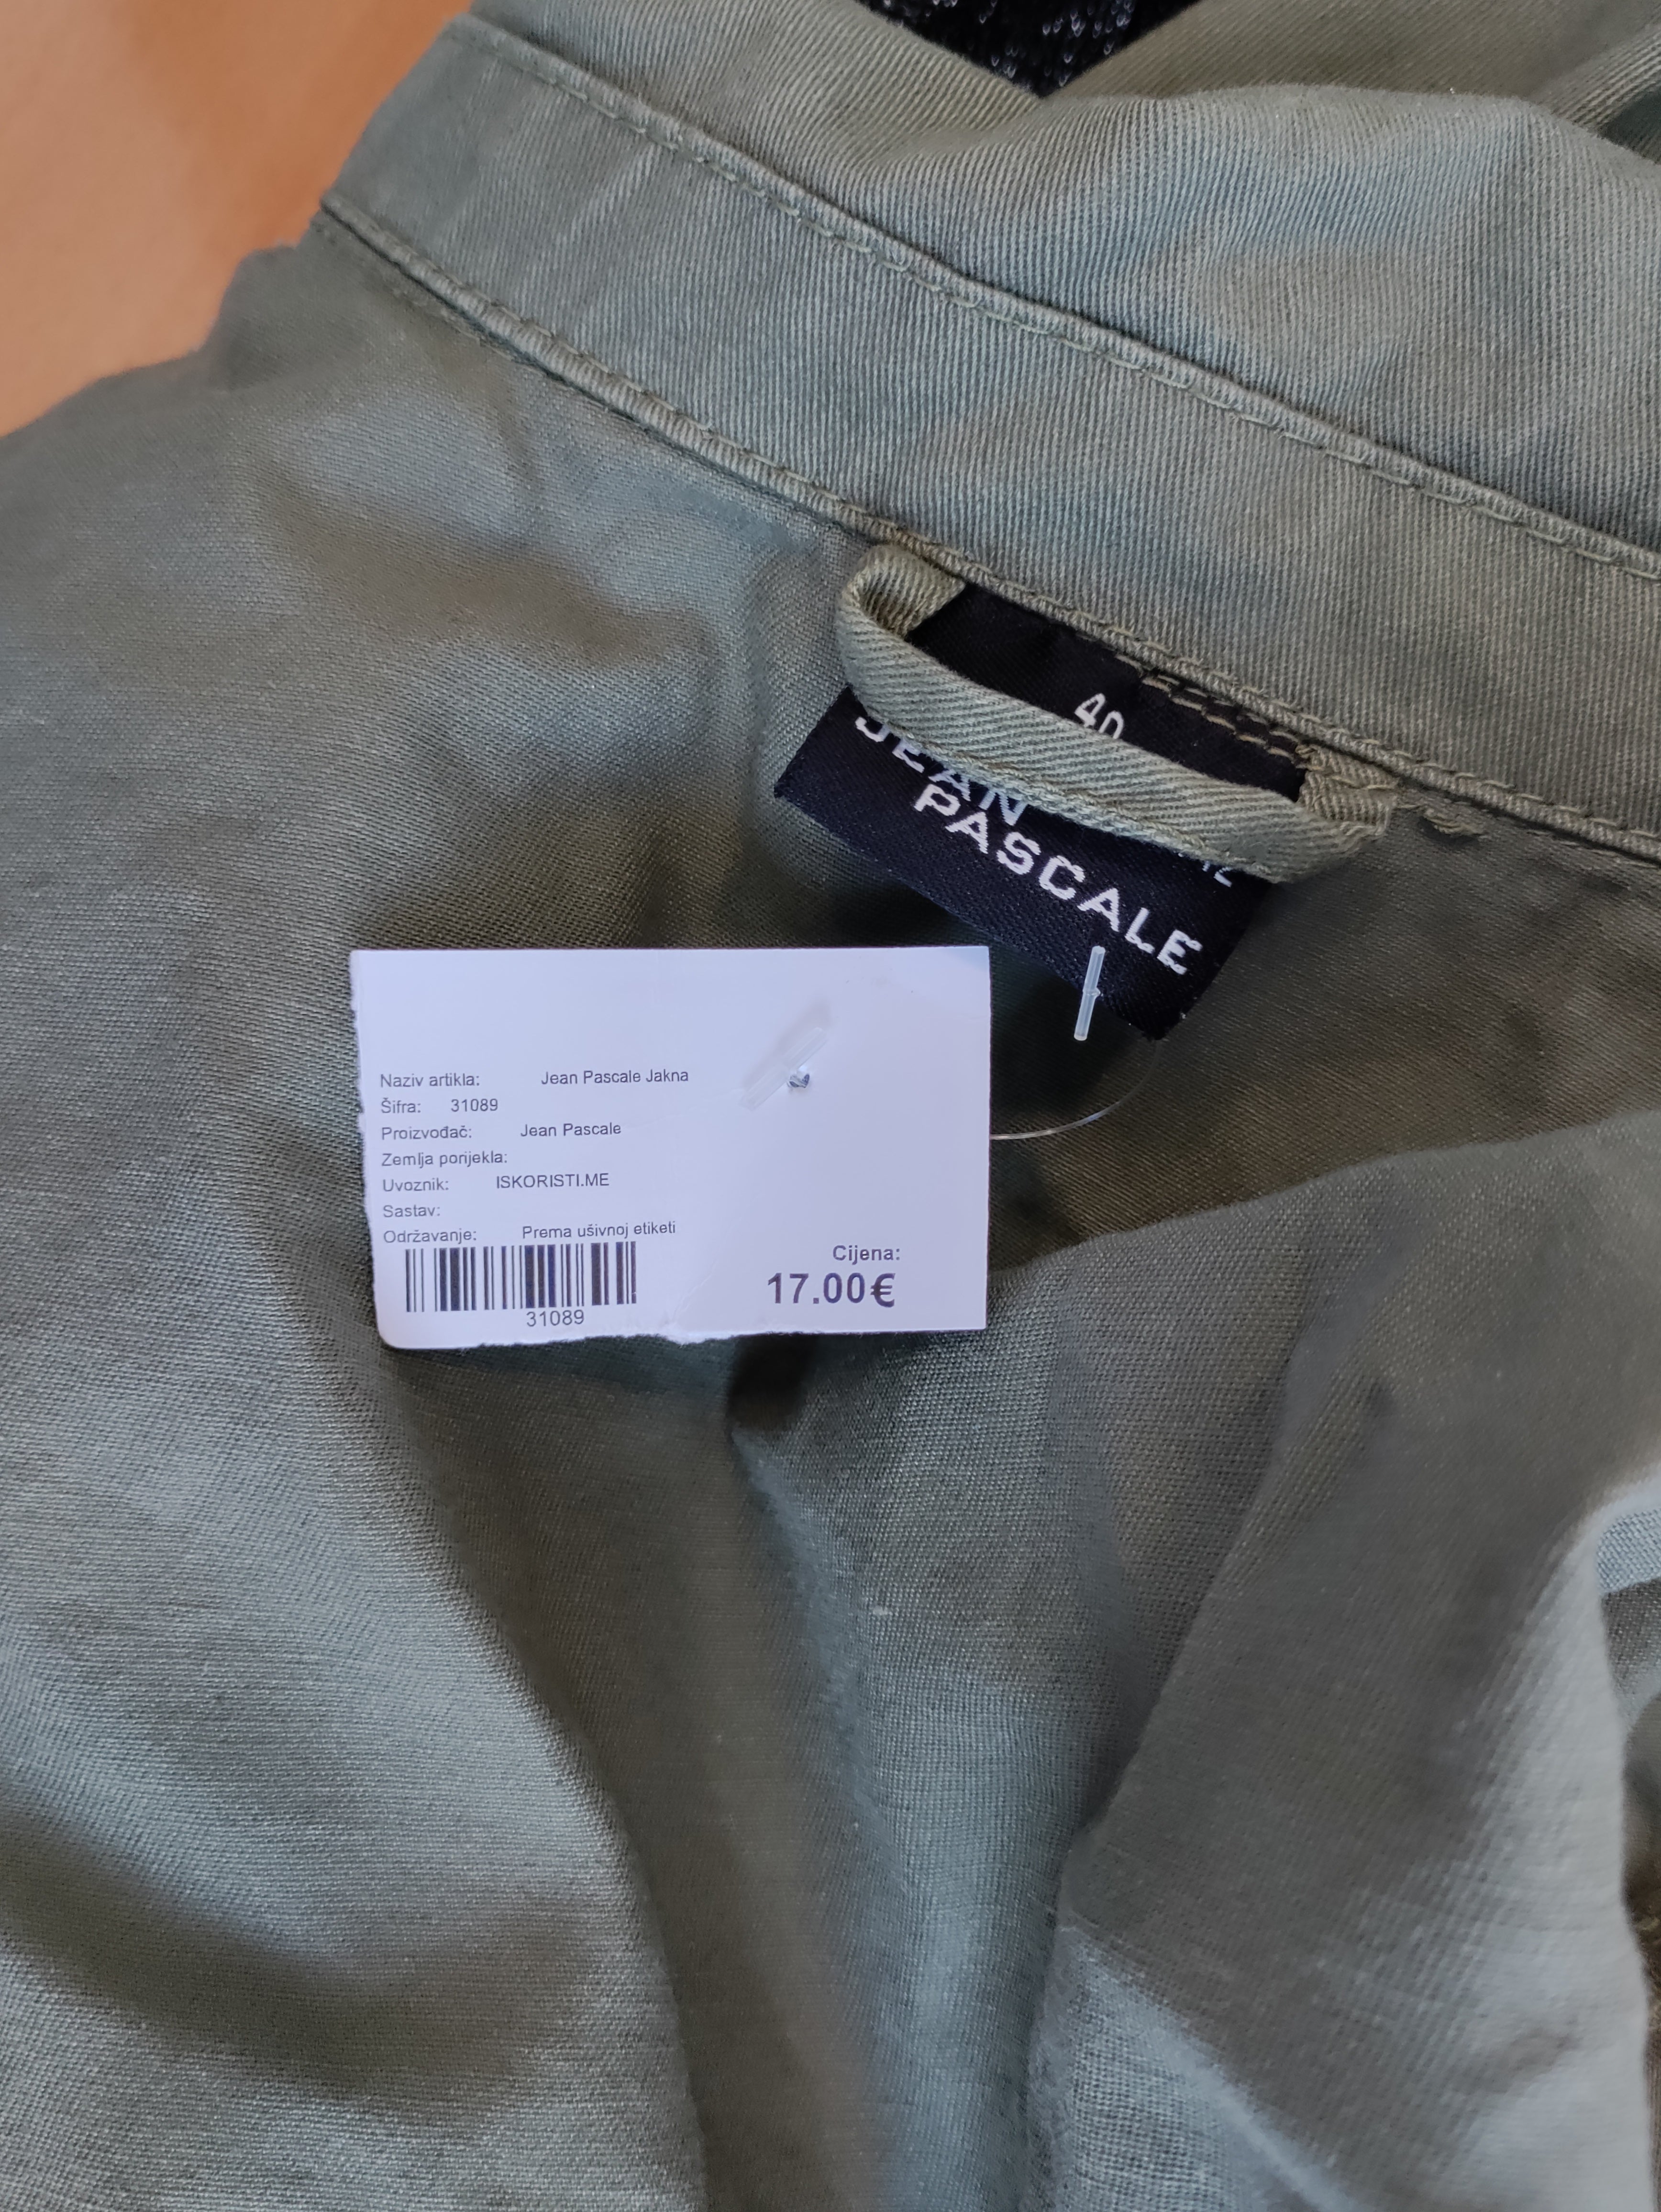 40
JEAN
PASCALE
Naziv artikla: Jean Pascale Jakna
Šifra: 31089
Proizvođač: Jean Pascale
Zemlja porijekla:
Uvoznik: ISKORISTI.ME
Sastav:
Održavanje: Prema ušivnoj etiketi
31089
Cijena:
17.00€